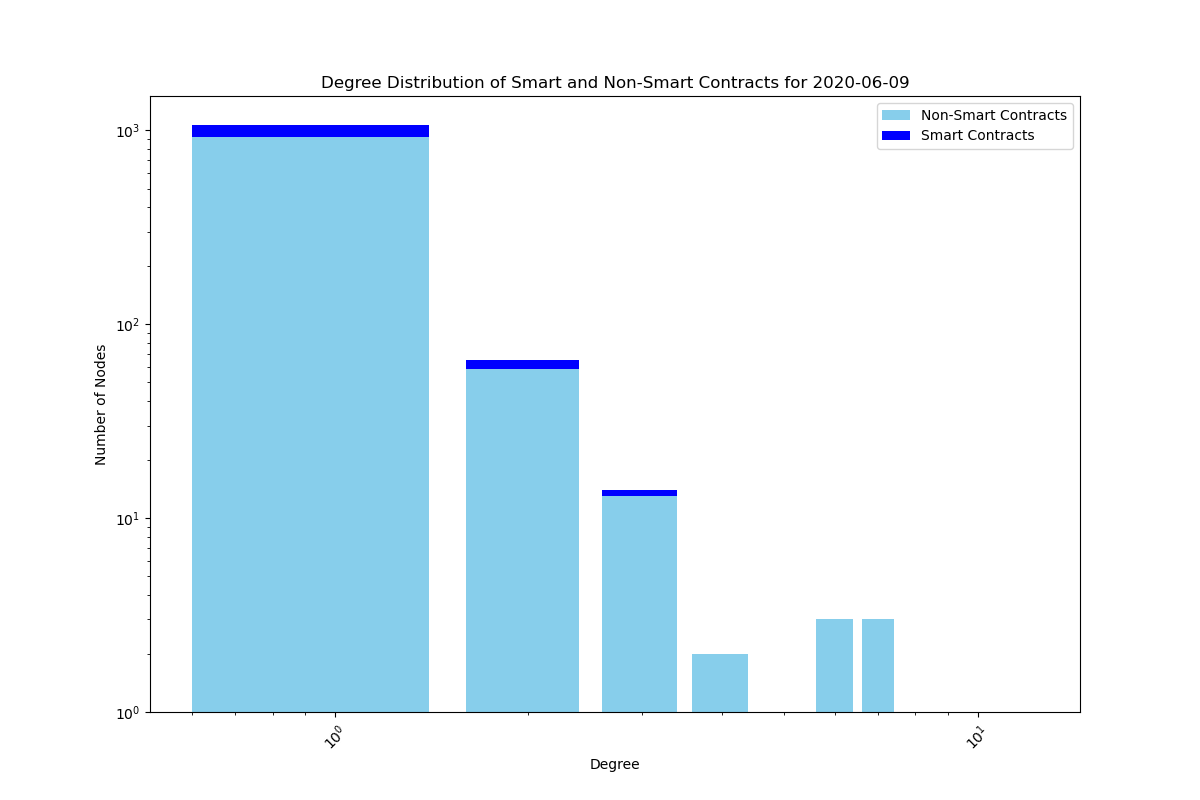 Degree Distribution of Smart and Non-Smart Contracts for 2020-06-09
Non-Smart Contracts
Smart Contracts
Number of Nodes
10³
10²
10¹
10⁰
10⁰
10¹
Degree